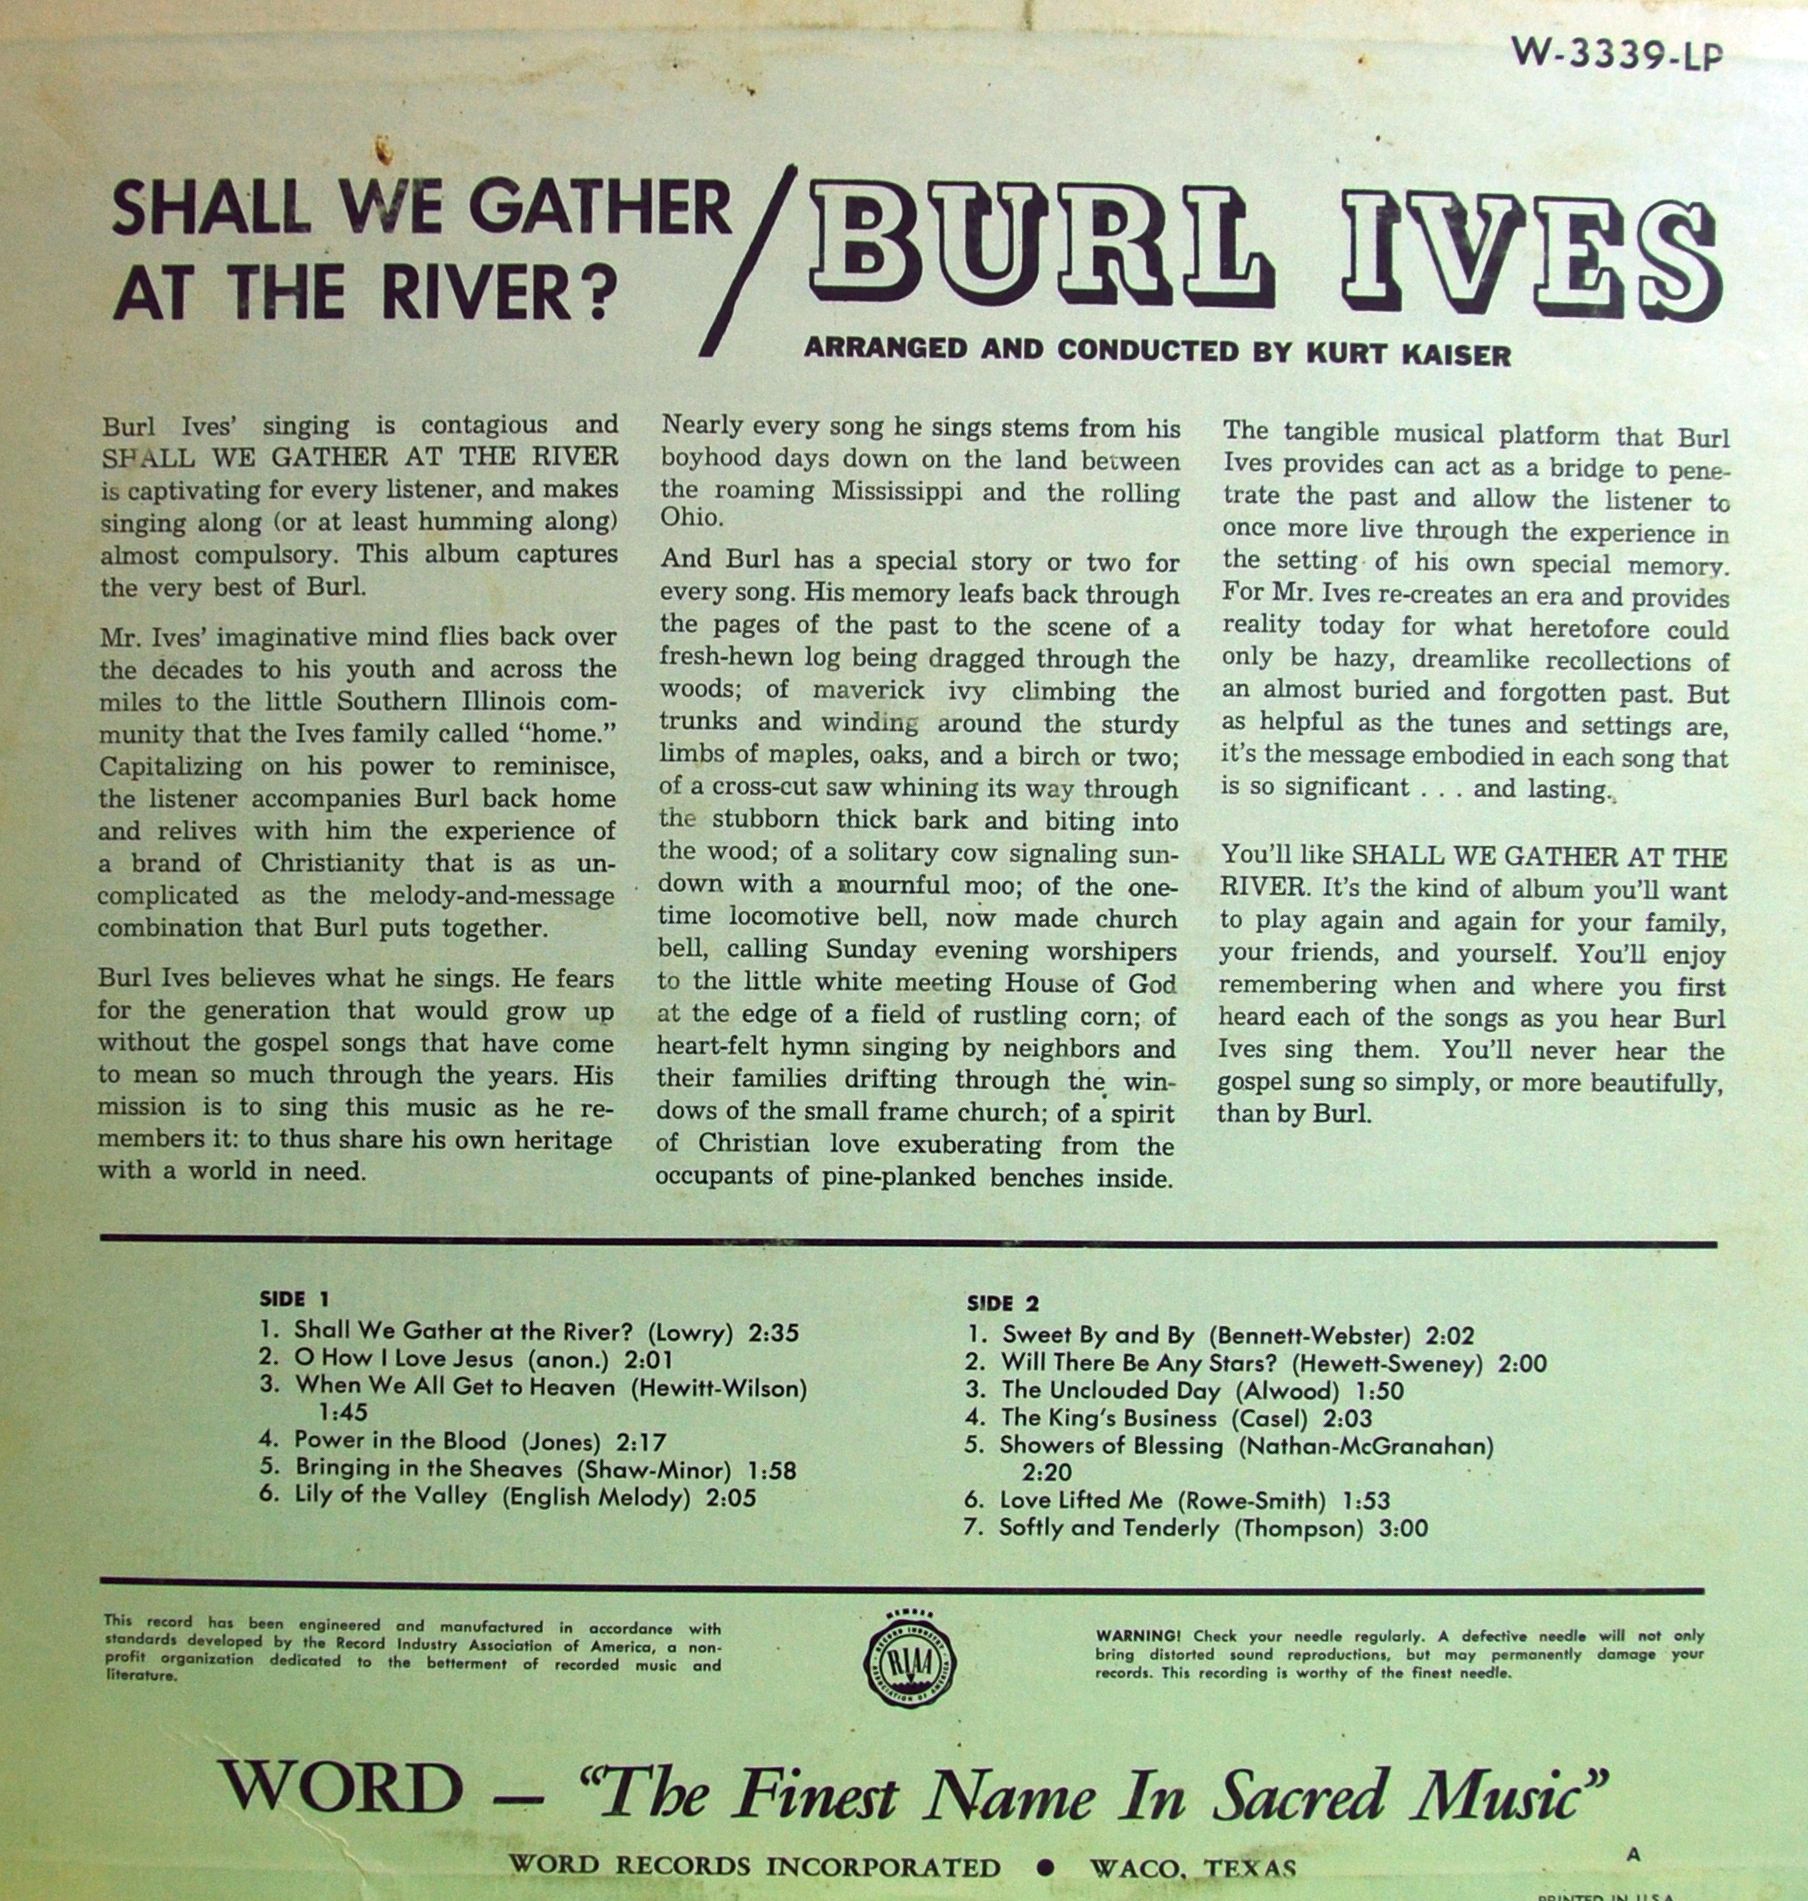 W-3339-LP
SHALL WE GATHER
AT THE RIVER?
/
BURL IVES
ARRANGED AND CONDUCTED BY KURT KAISER
Burl Ives' singing is contagious and
SHALL WE GATHER AT THE RIVER
is captivating for every listener, and makes
singing along (or at least humming along)
almost compulsory. This album captures
the very best of Burl.
Mr. Ives' imaginative mind flies back over
the decades to his youth and across the
miles to the little Southern Illinois com-
munity that the Ives family called "home."
Capitalizing on his power to reminisce,
the listener accompanies Burl back home
and relives with him the experience of
a brand of Christianity that is as un-
complicated as the melody-and-message
combination that Burl puts together.
Burl Ives believes what he sings. He fears
for the generation that would grow up
without the gospel songs that have come
to mean so much through the years. His
mission is to sing this music as he re-
members it: to thus share his own heritage
with a world in need.
Nearly every song he sings stems from his
boyhood days down on the land between
the roaming Mississippi and the rolling
Ohio.
And Burl has a special story or two for
every song. His memory leafs back through
the pages of the past to the scene of a
fresh-hewn log being dragged through the
woods; of maverick ivy climbing the
trunks and winding around the sturdy
limbs of maples, oaks, and a birch or two;
of a cross-cut saw whining its way through
the stubborn thick bark and biting into
the wood; of a solitary cow signaling sun-
down with a mournful moo; of the one-
time locomotive bell, now made church
bell, calling Sunday evening worshipers
to the little white meeting House of God
at the edge of a field of rustling corn; of
heart-felt hymn singing by neighbors and
their families drifting through the win-
dows of the small frame church; of a spirit
of Christian love exuberating from the
occupants of pine-planked benches inside.
The tangible musical platform that Burl
Ives provides can act as a bridge to pene-
trate the past and allow the listener to
once more live through the experience in
the setting of his own special memory.
For Mr. Ives re-creates an era and provides
reality today for what heretofore could
only be hazy, dreamlike recollections of
an almost buried and forgotten past. But
as helpful as the tunes and settings are,
it's the message embodied in each song that
is so significant . . . and lasting.
You'll like SHALL WE GATHER AT THE
RIVER. It's the kind of album you'll want
to play again and again for your family,
your friends, and yourself. You'll enjoy
remembering when and where you first
heard each of the songs as you hear Burl
Ives sing them. You'll never hear the
gospel sung so simply, or more beautifully,
than by Burl.
SIDE 1
1. Shall We Gather at the River? (Lowry) 2:35
2. O How I Love Jesus (anon.) 2:01
3. When We All Get to Heaven (Hewitt-Wilson)
1:45
4. Power in the Blood (Jones) 2:17
5. Bringing in the Sheaves (Shaw-Minor) 1:58
6. Lily of the Valley (English Melody) 2:05
SIDE 2
1. Sweet By and By (Bennett-Webster) 2:02
2. Will There Be Any Stars? (Hewett-Sweney) 2:00
3. The Unclouded Day (Alwood) 1:50
4. The King's Business (Casel) 2:03
5. Showers of Blessing (Nathan-McGranahan)
2:20
6. Love Lifted Me (Rowe-Smith) 1:53
7. Softly and Tenderly (Thompson) 3:00
This record has been engineered and manufactured in accordance with
standards developed by the Record Industry Association of America, a non-
profit organization dedicated to the betterment of recorded music and
literature.
MEMBER
RECORD INDUSTRY
RIAA
ASSOCIATION OF AMERICA
WARNING! Check your needle regularly. A defective needle will not only
bring distorted sound reproductions, but may permanently damage your
records. This recording is worthy of the finest needle.
WORD — "The Finest Name In Sacred Music"
WORD RECORDS INCORPORATED ● WACO, TEXAS
A
PRINTED IN U.S.A.